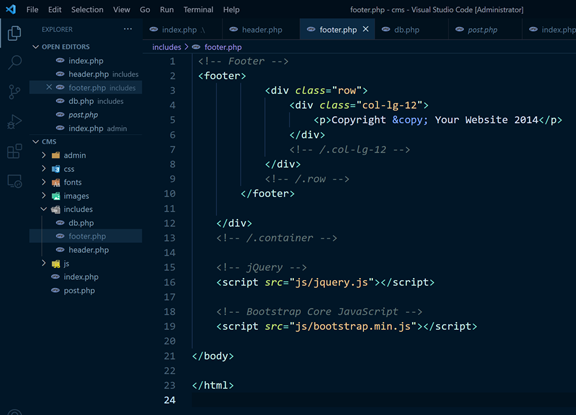 File Edit Selection View Go Run Terminal Help footer.php - cms - Visual Studio Code [Administrator]
EXPLORER ...
index.php \ header.php footer.php × db.php post.php index.php
OPEN EDITORS
index.php
header.php includes
× footer.php includes
db.php includes
post.php
index.php admin
CMS
admin
css
fonts
images
includes
db.php
footer.php
header.php
js
index.php
post.php
includes > footer.php
1 <!-- Footer -->
2 <footer>
3 <div class="row">
4 <div class="col-lg-12">
5 <p>Copyright &copy; Your Website 2014</p>
6 </div>
7 <!-- /.col-lg-12 -->
8 </div>
9 <!-- /.row -->
10 </footer>
11
12 </div>
13 <!-- /.container -->
14
15 <!-- jQuery -->
16 <script src="js/jquery.js"></script>
17
18 <!-- Bootstrap Core JavaScript -->
19 <script src="js/bootstrap.min.js"></script>
20
21 </body>
22
23 </html>
24